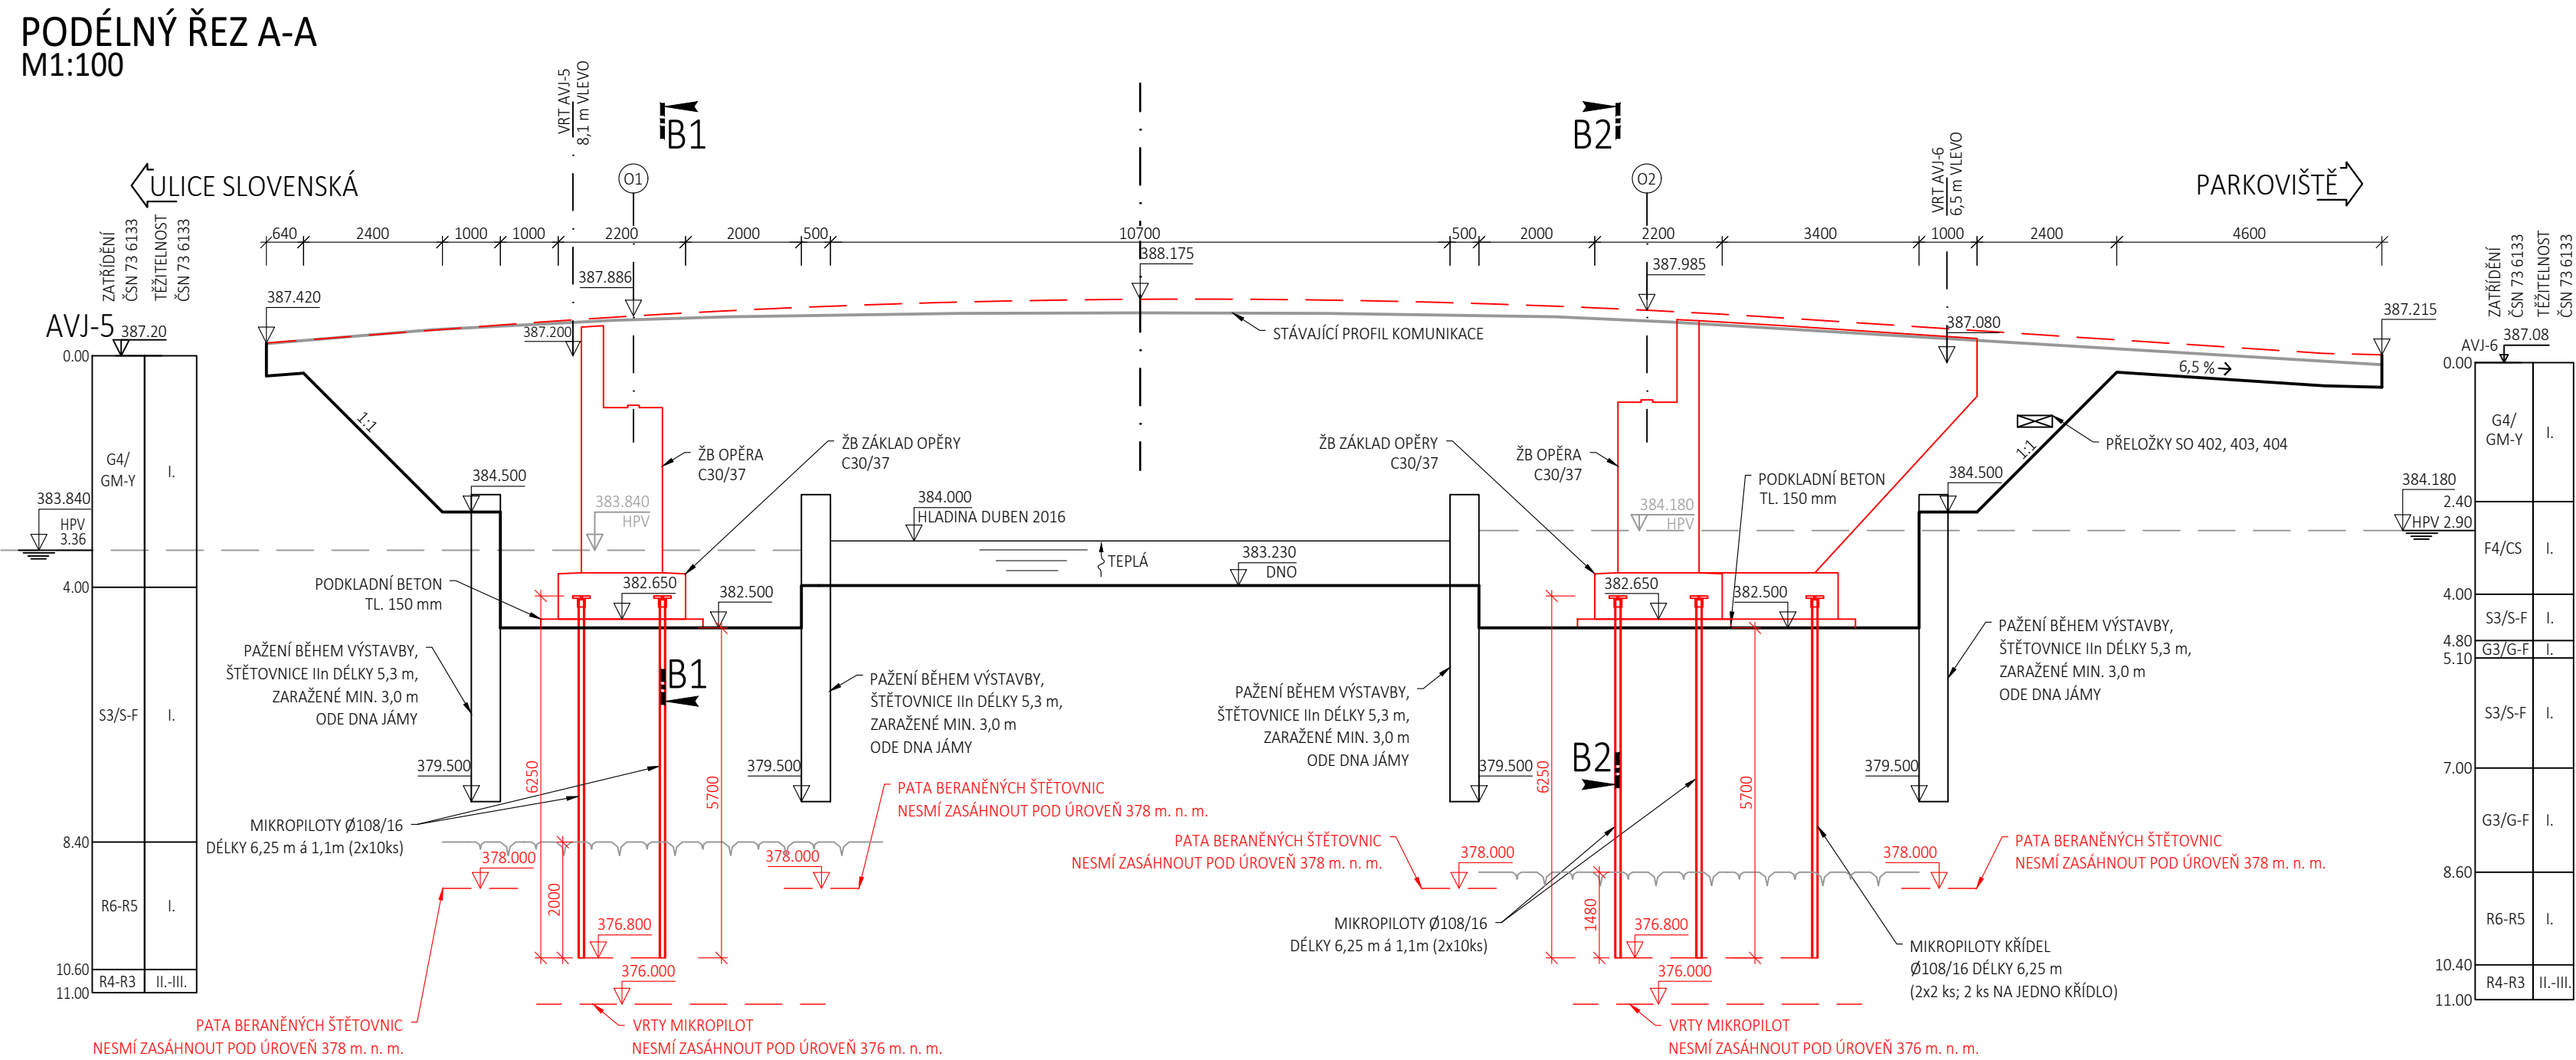 PODÉLNÝ ŘEZ A-A
M1:100
VRT AVJ-5
8,1 m VLEVO
B1
B2
VRT AVJ-6
6,5 m VLEVO
O1
O2
ULICE SLOVENSKÁ
PARKOVIŠTĚ
ZATŘÍDĚNÍ
ČSN 73 6133
TĚŽITELNOST
ČSN 73 6133
ZATŘÍDĚNÍ
ČSN 73 6133
TĚŽITELNOST
ČSN 73 6133
640 2400 1000 1000 2200 2000 500 10700 500 2000 2200 3400 1000 2400 4600
387.420
387.886
387.200
388.175
387.985
387.080
387.215
STÁVAJÍCÍ PROFIL KOMUNIKACE
AVJ-5 387.20
0.00
G4/
GM-Y
I.
383.840
HPV
3.36
4.00
S3/S-F
I.
8.40
R6-R5
I.
10.60
R4-R3
II.-III.
11.00
AVJ-6 387.08
0.00
G4/
GM-Y
I.
384.180
2.40
HPV 2.90
F4/CS
I.
4.00
S3/S-F
I.
4.80
G3/G-F
I.
5.10
S3/S-F
I.
7.00
G3/G-F
I.
8.60
R6-R5
I.
10.40
R4-R3
II.-III.
11.00
1:1
6,5 %
1:1
PŘELOŽKY SO 402, 403, 404
384.500
383.840
HPV
ŽB OPĚRA
C30/37
ŽB ZÁKLAD OPĚRY
C30/37
384.000
HLADINA DUBEN 2016
TEPLÁ
383.230
DNO
ŽB ZÁKLAD OPĚRY
C30/37
ŽB OPĚRA
C30/37
384.180
HPV
PODKLADNÍ BETON
TL. 150 mm
384.500
PODKLADNÍ BETON
TL. 150 mm
382.650
382.500
382.650
382.500
PAŽENÍ BĚHEM VÝSTAVBY,
ŠTĚTOVNICE IIn DÉLKY 5,3 m,
ZARAŽENÉ MIN. 3,0 m
ODE DNA JÁMY
B1
PAŽENÍ BĚHEM VÝSTAVBY,
ŠTĚTOVNICE IIn DÉLKY 5,3 m,
ZARAŽENÉ MIN. 3,0 m
ODE DNA JÁMY
PAŽENÍ BĚHEM VÝSTAVBY,
ŠTĚTOVNICE IIn DÉLKY 5,3 m,
ZARAŽENÉ MIN. 3,0 m
ODE DNA JÁMY
B2
PAŽENÍ BĚHEM VÝSTAVBY,
ŠTĚTOVNICE IIn DÉLKY 5,3 m,
ZARAŽENÉ MIN. 3,0 m
ODE DNA JÁMY
379.500
6250
5700
379.500
379.500
6250
5700
379.500
MIKROPILOTY Ø108/16
DÉLKY 6,25 m á 1,1m (2x10ks)
PATA BERANĚNÝCH ŠTĚTOVNIC
NESMÍ ZASÁHNOUT POD ÚROVEŇ 378 m. n. m.
PATA BERANĚNÝCH ŠTĚTOVNIC
NESMÍ ZASÁHNOUT POD ÚROVEŇ 378 m. n. m.
PATA BERANĚNÝCH ŠTĚTOVNIC
NESMÍ ZASÁHNOUT POD ÚROVEŇ 378 m. n. m.
378.000
378.000
378.000
378.000
2000
1480
376.800
376.800
MIKROPILOTY Ø108/16
DÉLKY 6,25 m á 1,1m (2x10ks)
MIKROPILOTY KŘÍDEL
Ø108/16 DÉLKY 6,25 m
(2x2 ks; 2 ks NA JEDNO KŘÍDLO)
376.000
376.000
PATA BERANĚNÝCH ŠTĚTOVNIC
NESMÍ ZASÁHNOUT POD ÚROVEŇ 378 m. n. m.
VRTY MIKROPILOT
NESMÍ ZASÁHNOUT POD ÚROVEŇ 376 m. n. m.
VRTY MIKROPILOT
NESMÍ ZASÁHNOUT POD ÚROVEŇ 376 m. n. m.